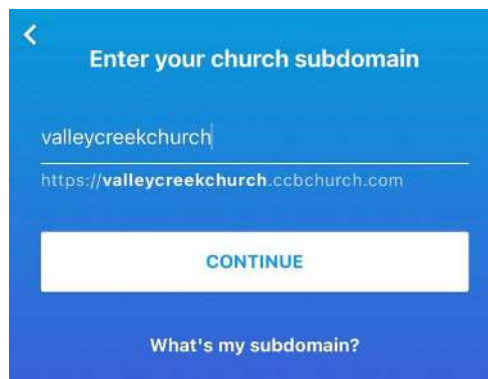 Enter your church subdomain
valleycreekchurch
https://valleycreekchurch.ccbchurch.com
CONTINUE
What's my subdomain?